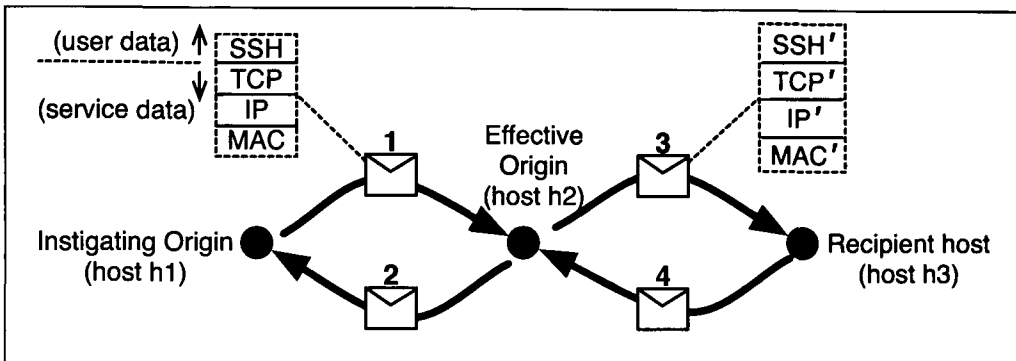 (user data)
SSH
TCP
(service data)
IP
MAC
1
Effective
Origin
(host h2)
3
SSH'
TCP'
IP'
MAC'
Instigating Origin
(host h1)
Recipient host
(host h3)
2
4